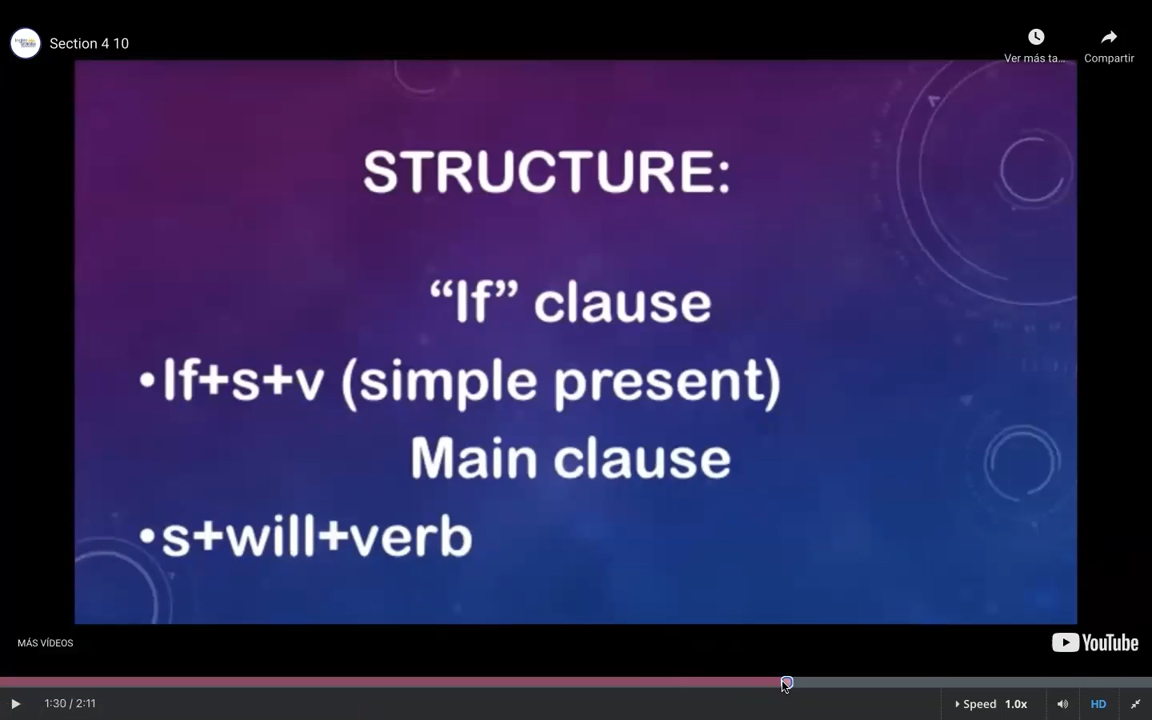 Section 4 10
Ver más ta...
Compartir
STRUCTURE:
“If” clause
•If+s+v (simple present)
Main clause
•s+will+verb
MÁS VÍDEOS
YouTube
1:30 / 2:11
Speed 1.0x
HD